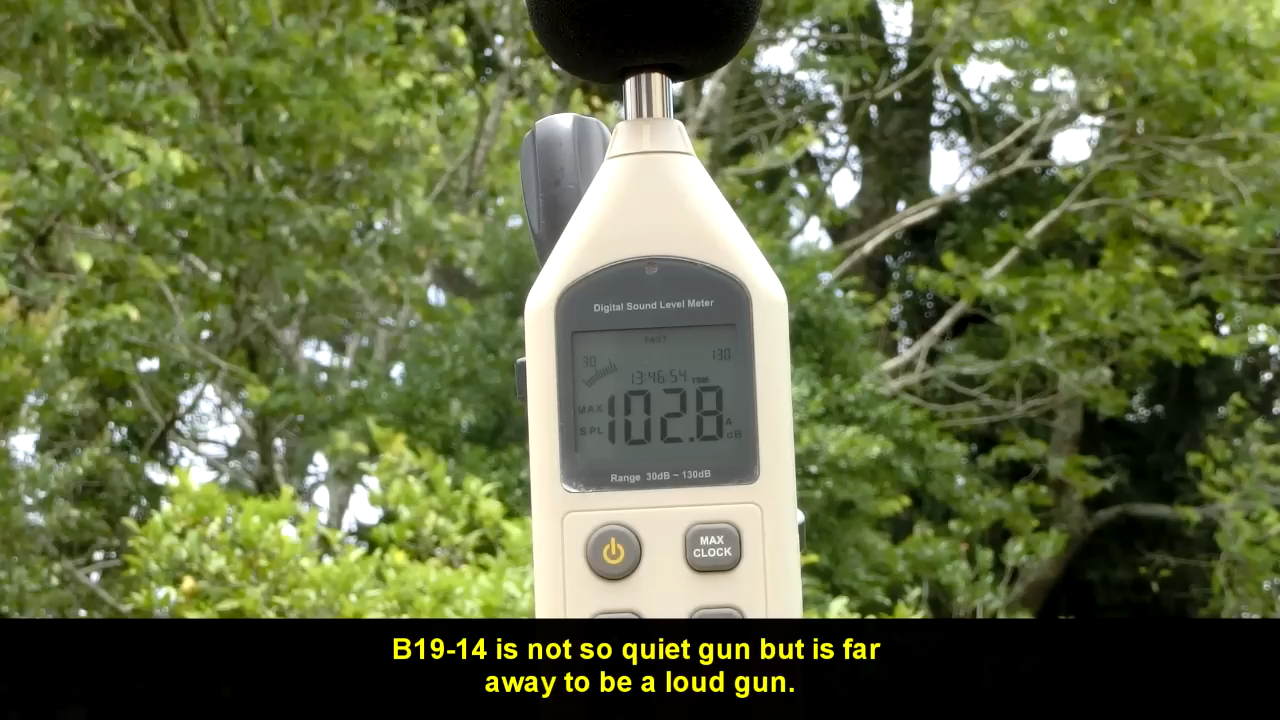 Digital Sound Level Meter
FAST
30 130
13:46:54 TIME
MAX
SPL 102.8 A
dB
Range 30dB ~ 130dB
MAX
CLOCK
B19-14 is not so quiet gun but is far
away to be a loud gun.